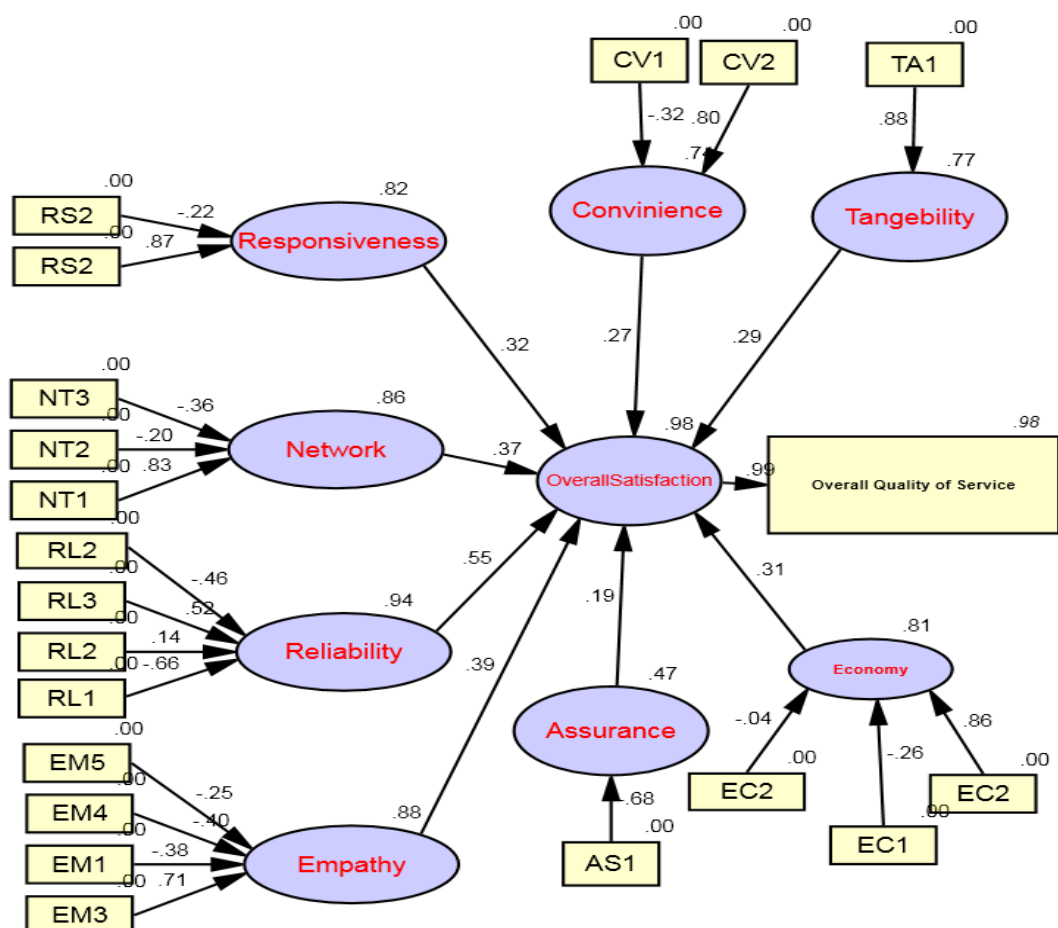 .00
.00
.00
CV1
CV2
TA1
-.32
.80
.88
.74
.77
Convinience
Tangebility
.00
.82
RS2
-.22
.00
.87
RS2
Responsiveness
.32
.27
.29
.00
.86
NT3
-.36
.00
NT2
-.20
.00
.83
NT1
Network
.37
.98
OverallSatisfaction
.99
.98
Overall Quality of Service
.00
RL2
-.46
.00
RL3
.52
.00
RL2
.14
.00
-.66
RL1
.94
Reliability
.55
.39
.19
.31
.47
Assurance
-.68
.00
AS1
.81
Economy
-.04
-.26
.86
.00
EC2
.00
EC1
.00
EC2
.00
EM5
-.25
.00
EM4
-.40
.00
EM1
-.38
.00
.71
EM3
.88
Empathy